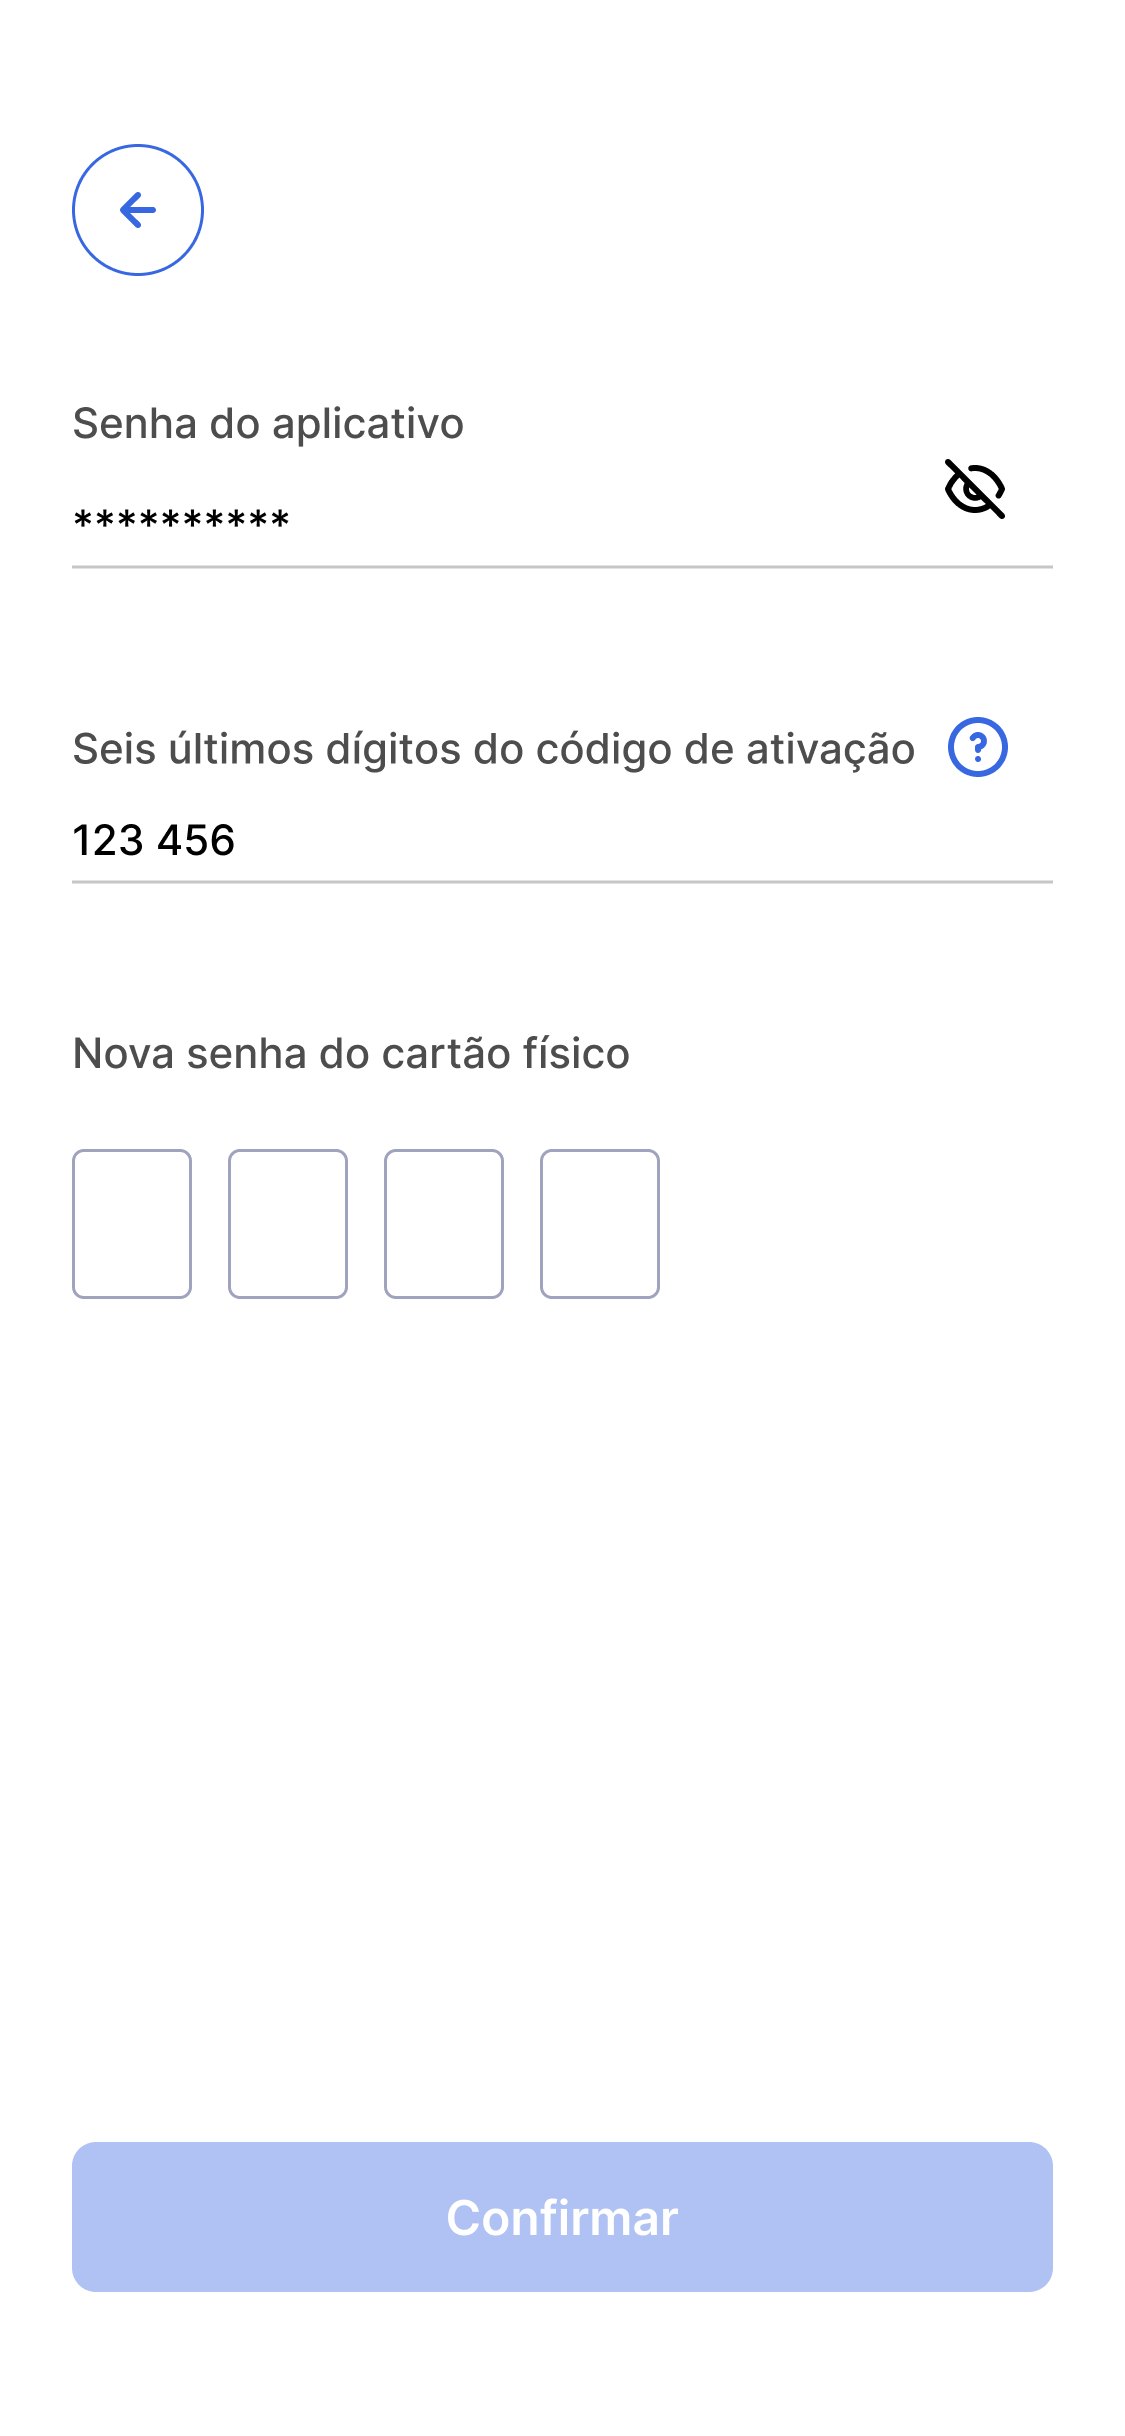 Senha do aplicativo
**********
Seis últimos dígitos do código de ativação
123 456
Nova senha do cartão físico
Confirmar